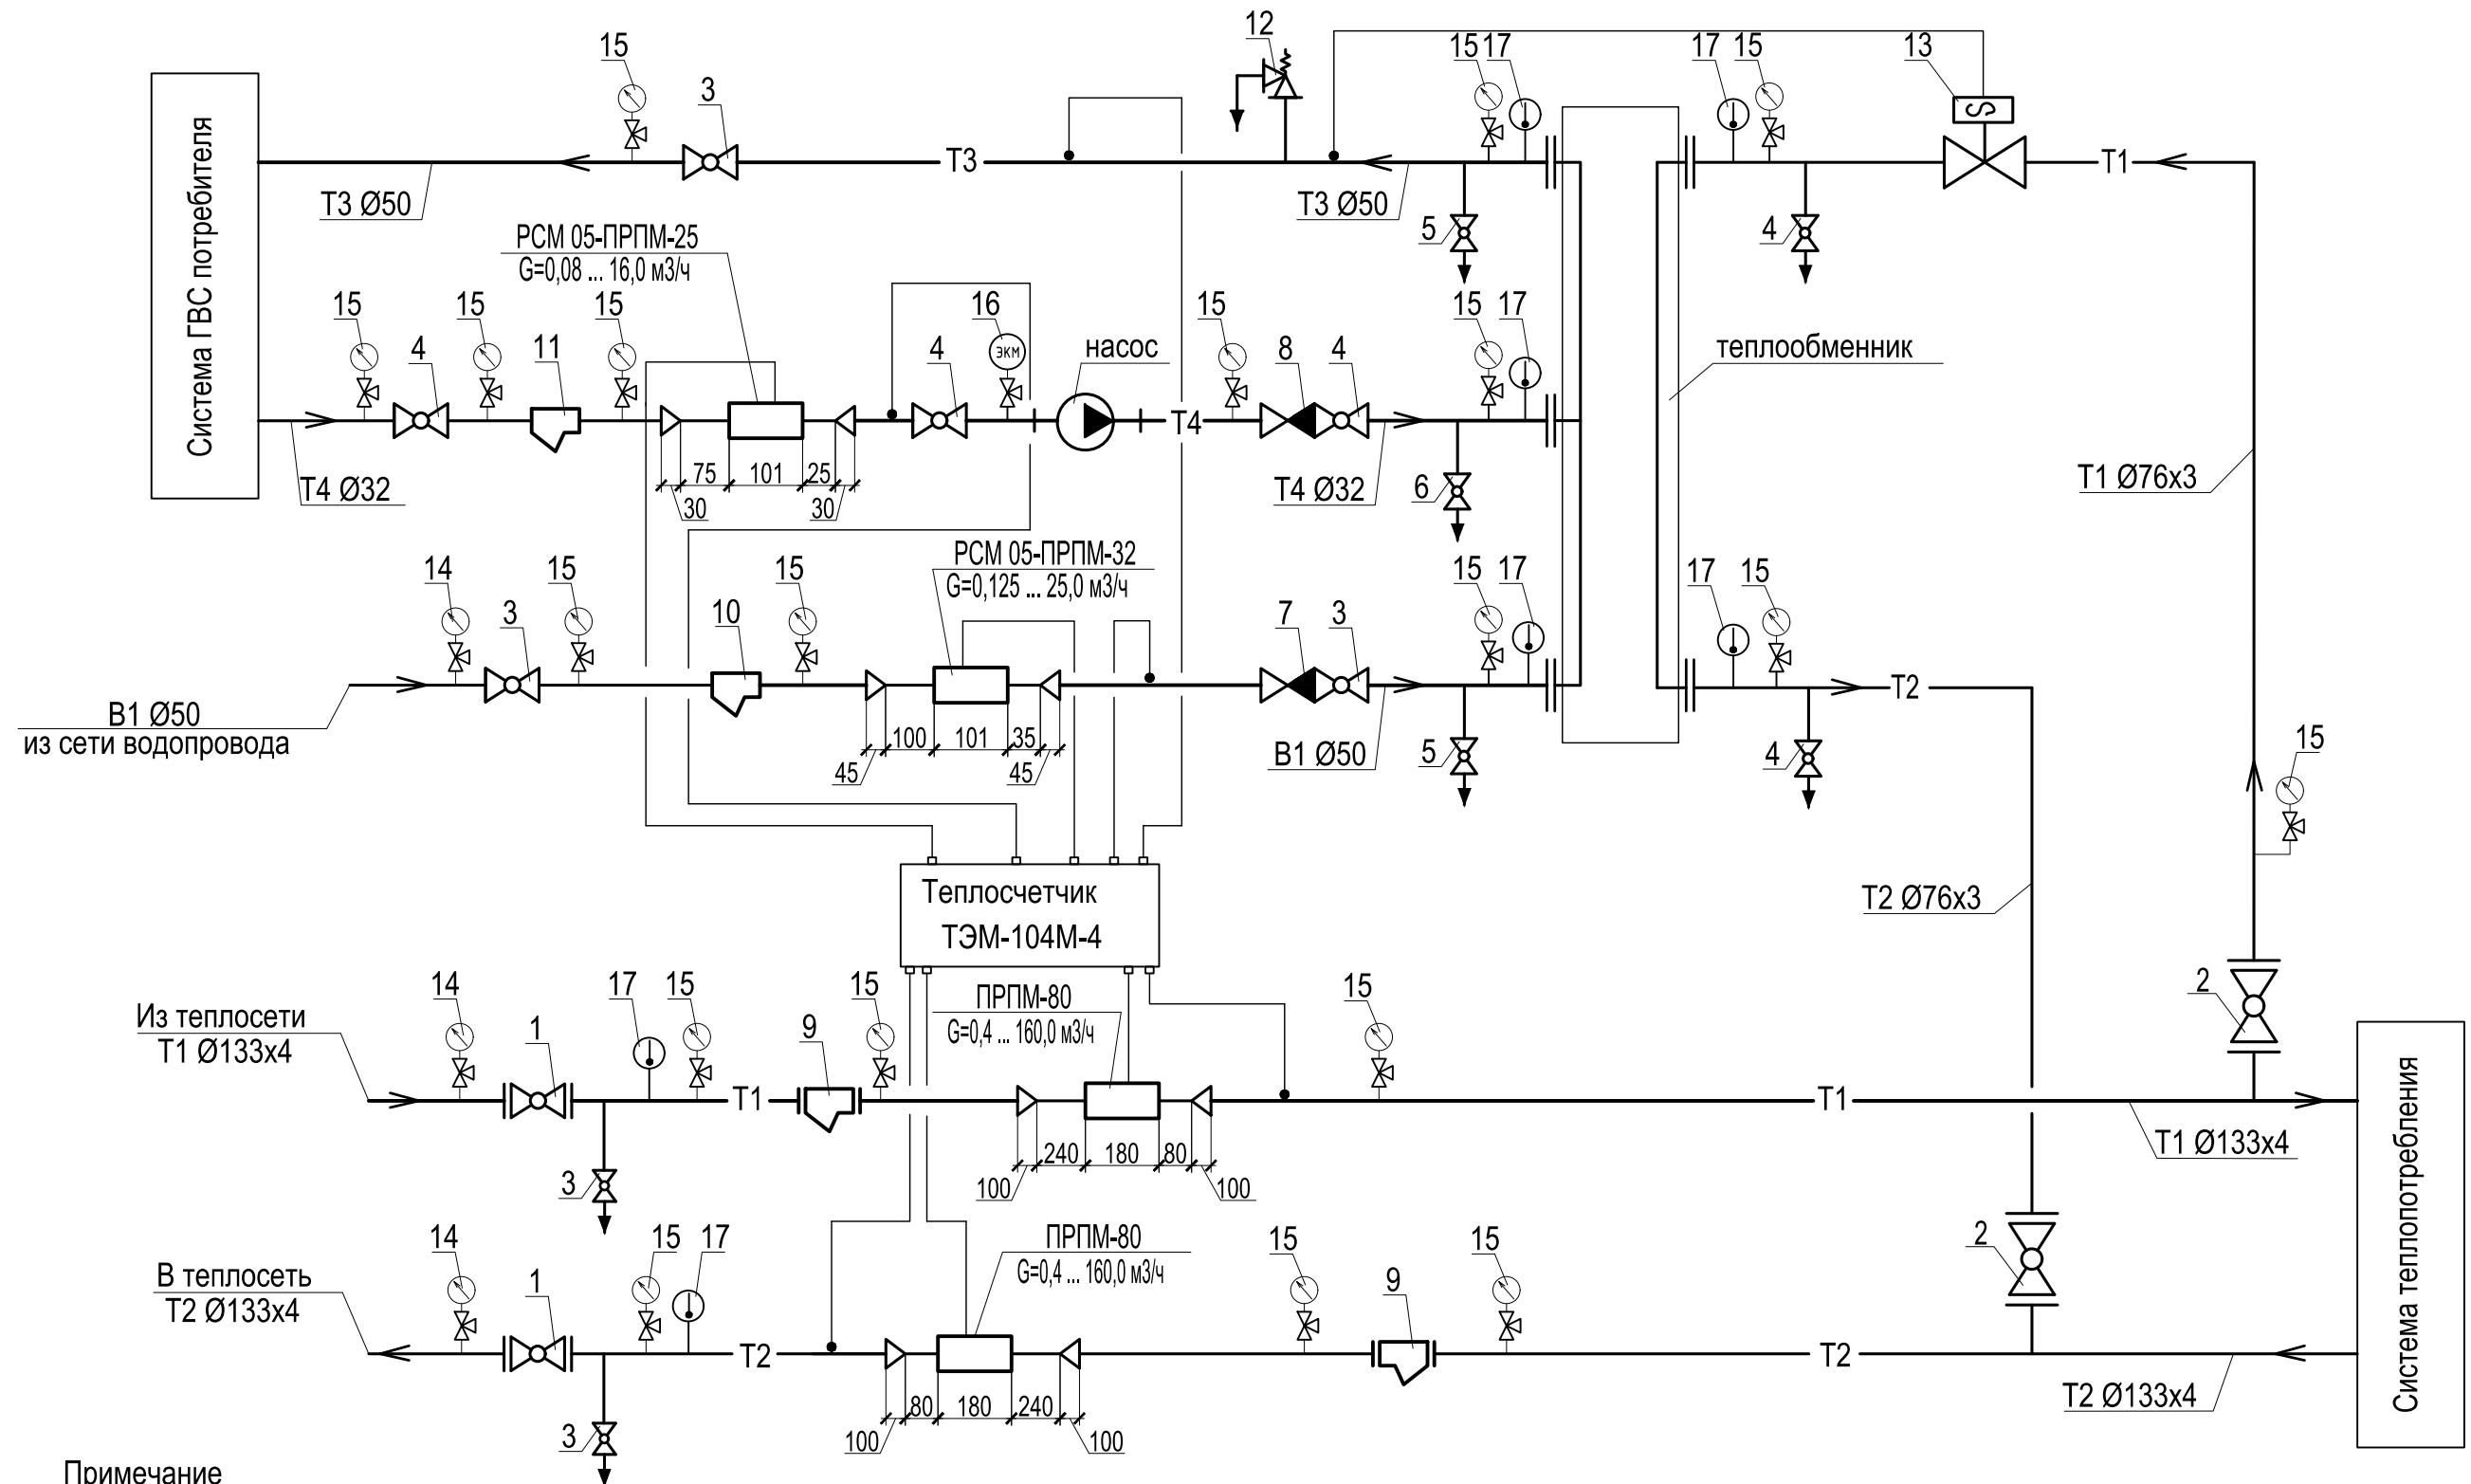 12
15
3
15
17
17
15
13
Система ГВС потребителя
Т3
Т1
Т3 Ø50
Т3 Ø50
5
4
РСМ 05-ПРПМ-25
G=0,08 ... 16,0 м3/ч
15
4
15
11
15
4
16
ЭКМ
насос
15
8
4
15
17
теплообменник
Т4
75
101
25
30
30
Т4 Ø32
Т4 Ø32
6
Т1 Ø76х3
РСМ 05-ПРПМ-32
G=0,125 ... 25,0 м3/ч
14
3
15
10
15
7
3
15
17
17
15
Т2
В1 Ø50
из сети водопровода
100
101
35
45
45
В1 Ø50
5
4
15
Теплосчетчик
ТЭМ-104М-4
Т2 Ø76х3
2
Из теплосети
Т1 Ø133х4
14
1
17
15
9
15
ПРПМ-80
G=0,4 ... 160,0 м3/ч
15
Т1
Т1
Т1 Ø133х4
240
180
80
100
100
3
Система теплопотребления
В теплосеть
Т2 Ø133х4
14
1
15
17
ПРПМ-80
G=0,4 ... 160,0 м3/ч
15
9
15
2
Т2
Т2
Т2 Ø133х4
80
180
240
100
100
3
Примечание